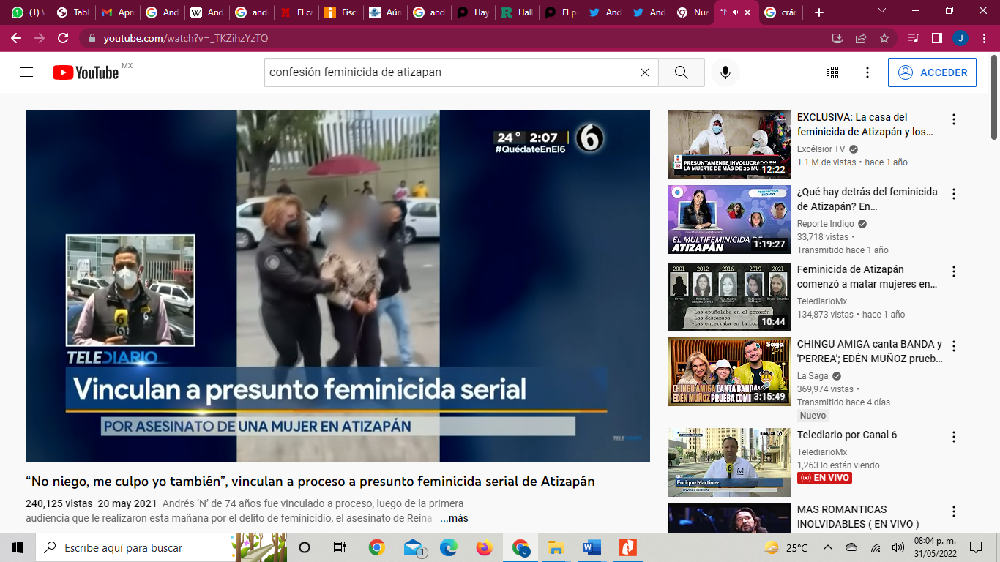 (1) W
Tabl
Apr
And
And
and
El ca
Fisca
Aún
and
Hay
Hall
El p
And
And
Nue
crár
youtube.com/watch?v=_TKZihzYzTQ
J
YouTube MX
confesión feminicida de atizapan
ACCEDER
24° 2:07
#QuédateEnEl6
6
TELEDIARIO
Vinculan a presunto feminicida serial
POR ASESINATO DE UNA MUJER EN ATIZAPÁN
“No niego, me culpo yo también”, vinculan a proceso a presunto feminicida serial de Atizapán
240,125 vistas 20 may 2021 Andrés ‘N’ de 74 años fue vinculado a proceso, luego de la primera
audiencia que le realizaron esta mañana por el delito de feminicidio, el asesinato de Reina ...más
PRESUNTAMENTE INVOLUCRADO EN
LA MUERTE DE MÁS DE 20 MU
12:22
EXCLUSIVA: La casa del
feminicida de Atizapán y los...
Excélsior TV
1.1 M de vistas • hace 1 año
PERSPECTIVA
INDIGO
EL MULTIFEMINICIDA DE
ATIZAPÁN
1:19:27
¿Qué hay detrás del feminicida
de Atizapán? En...
Reporte Indigo
33,718 vistas •
Transmitido hace 1 año
2001 2012 2016 2019 2021
-Las apuñalaba en el corazón
-Las destazaba
-Las enterraba en la coc
10:44
Feminicida de Atizapán
comenzó a matar mujeres en...
TelediarioMx
134,873 vistas • hace 1 año
Saga Live
CHINGU AMIGA CANTA BANDA
EDÉN MUÑOZ PRUEBA COMI
3:15:49
CHINGU AMIGA canta BANDA y
'PERREA'; EDÉN MUÑOZ prueb...
La Saga
369,974 vistas •
Transmitido hace 4 días
Nuevo
Enrique Martínez
ENVIADO ESPECIAL
Telediario por Canal 6
TelediarioMx
1,263 lo están viendo
EN VIVO
MAS ROMANTICAS
INOLVIDABLES ( EN VIVO )
Escribe aquí para buscar
1
25°C
08:04 p. m.
31/05/2022